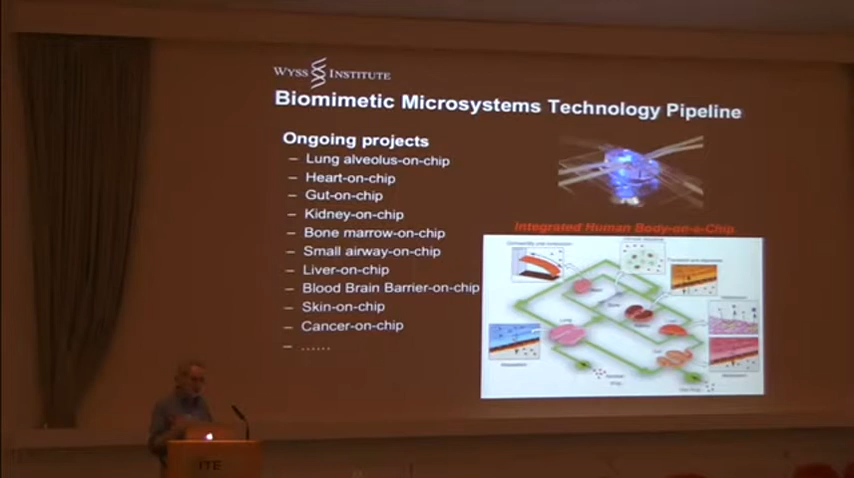 WYSS INSTITUTE
Biomimetic Microsystems Technology Pipeline
Ongoing projects
– Lung alveolus-on-chip
– Heart-on-chip
– Gut-on-chip
– Kidney-on-chip
– Bone marrow-on-chip
– Small airway-on-chip
– Liver-on-chip
– Blood Brain Barrier-on-chip
– Skin-on-chip
– Cancer-on-chip
– ......
Integrated Human Body-on-a-Chip
Lung
ITE